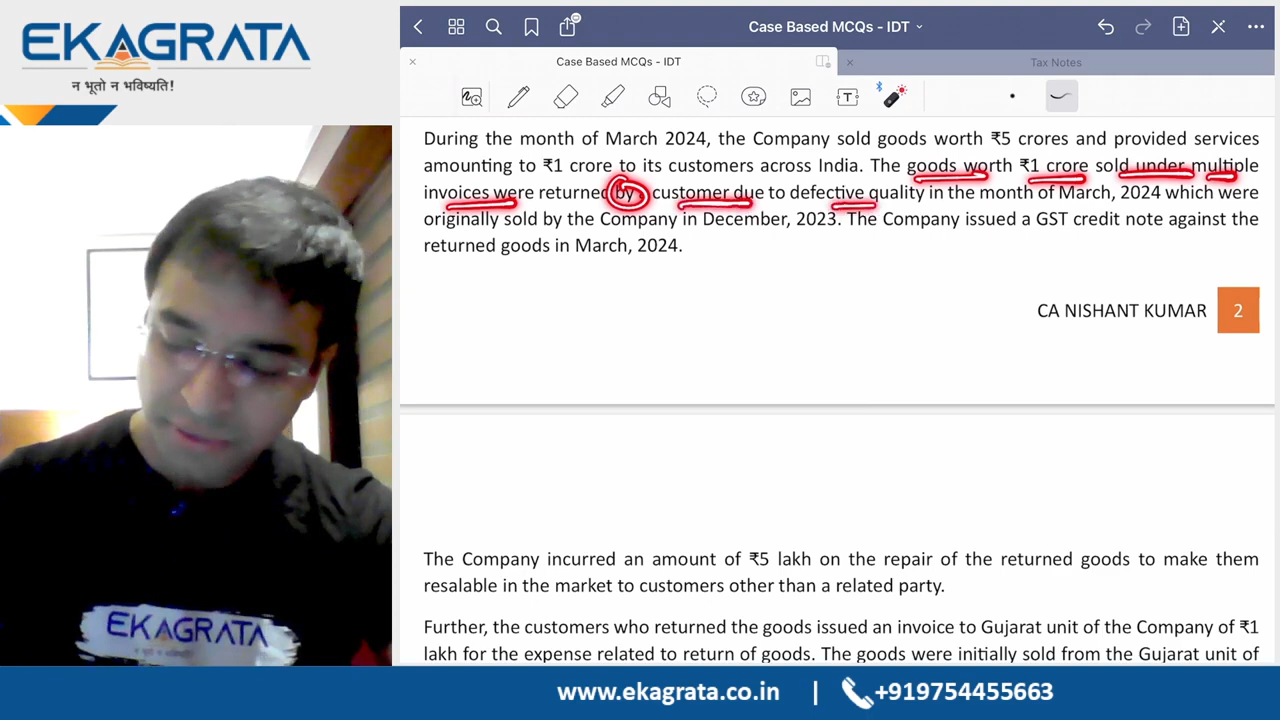 EKAGRATA
न भूतो न भविष्यति!
Case Based MCQs - IDT
Case Based MCQs - IDT
Tax Notes
During the month of March 2024, the Company sold goods worth ₹5 crores and provided services
amounting to ₹1 crore to its customers across India. The goods worth ₹1 crore sold under multiple
invoices were returned by customer due to defective quality in the month of March, 2024 which were
originally sold by the Company in December, 2023. The Company issued a GST credit note against the
returned goods in March, 2024.
CA NISHANT KUMAR 2
The Company incurred an amount of ₹5 lakh on the repair of the returned goods to make them
resalable in the market to customers other than a related party.
Further, the customers who returned the goods issued an invoice to Gujarat unit of the Company of ₹1
lakh for the expense related to return of goods. The goods were initially sold from the Gujarat unit of
EKAGRATA
www.ekagrata.co.in | +919754455663